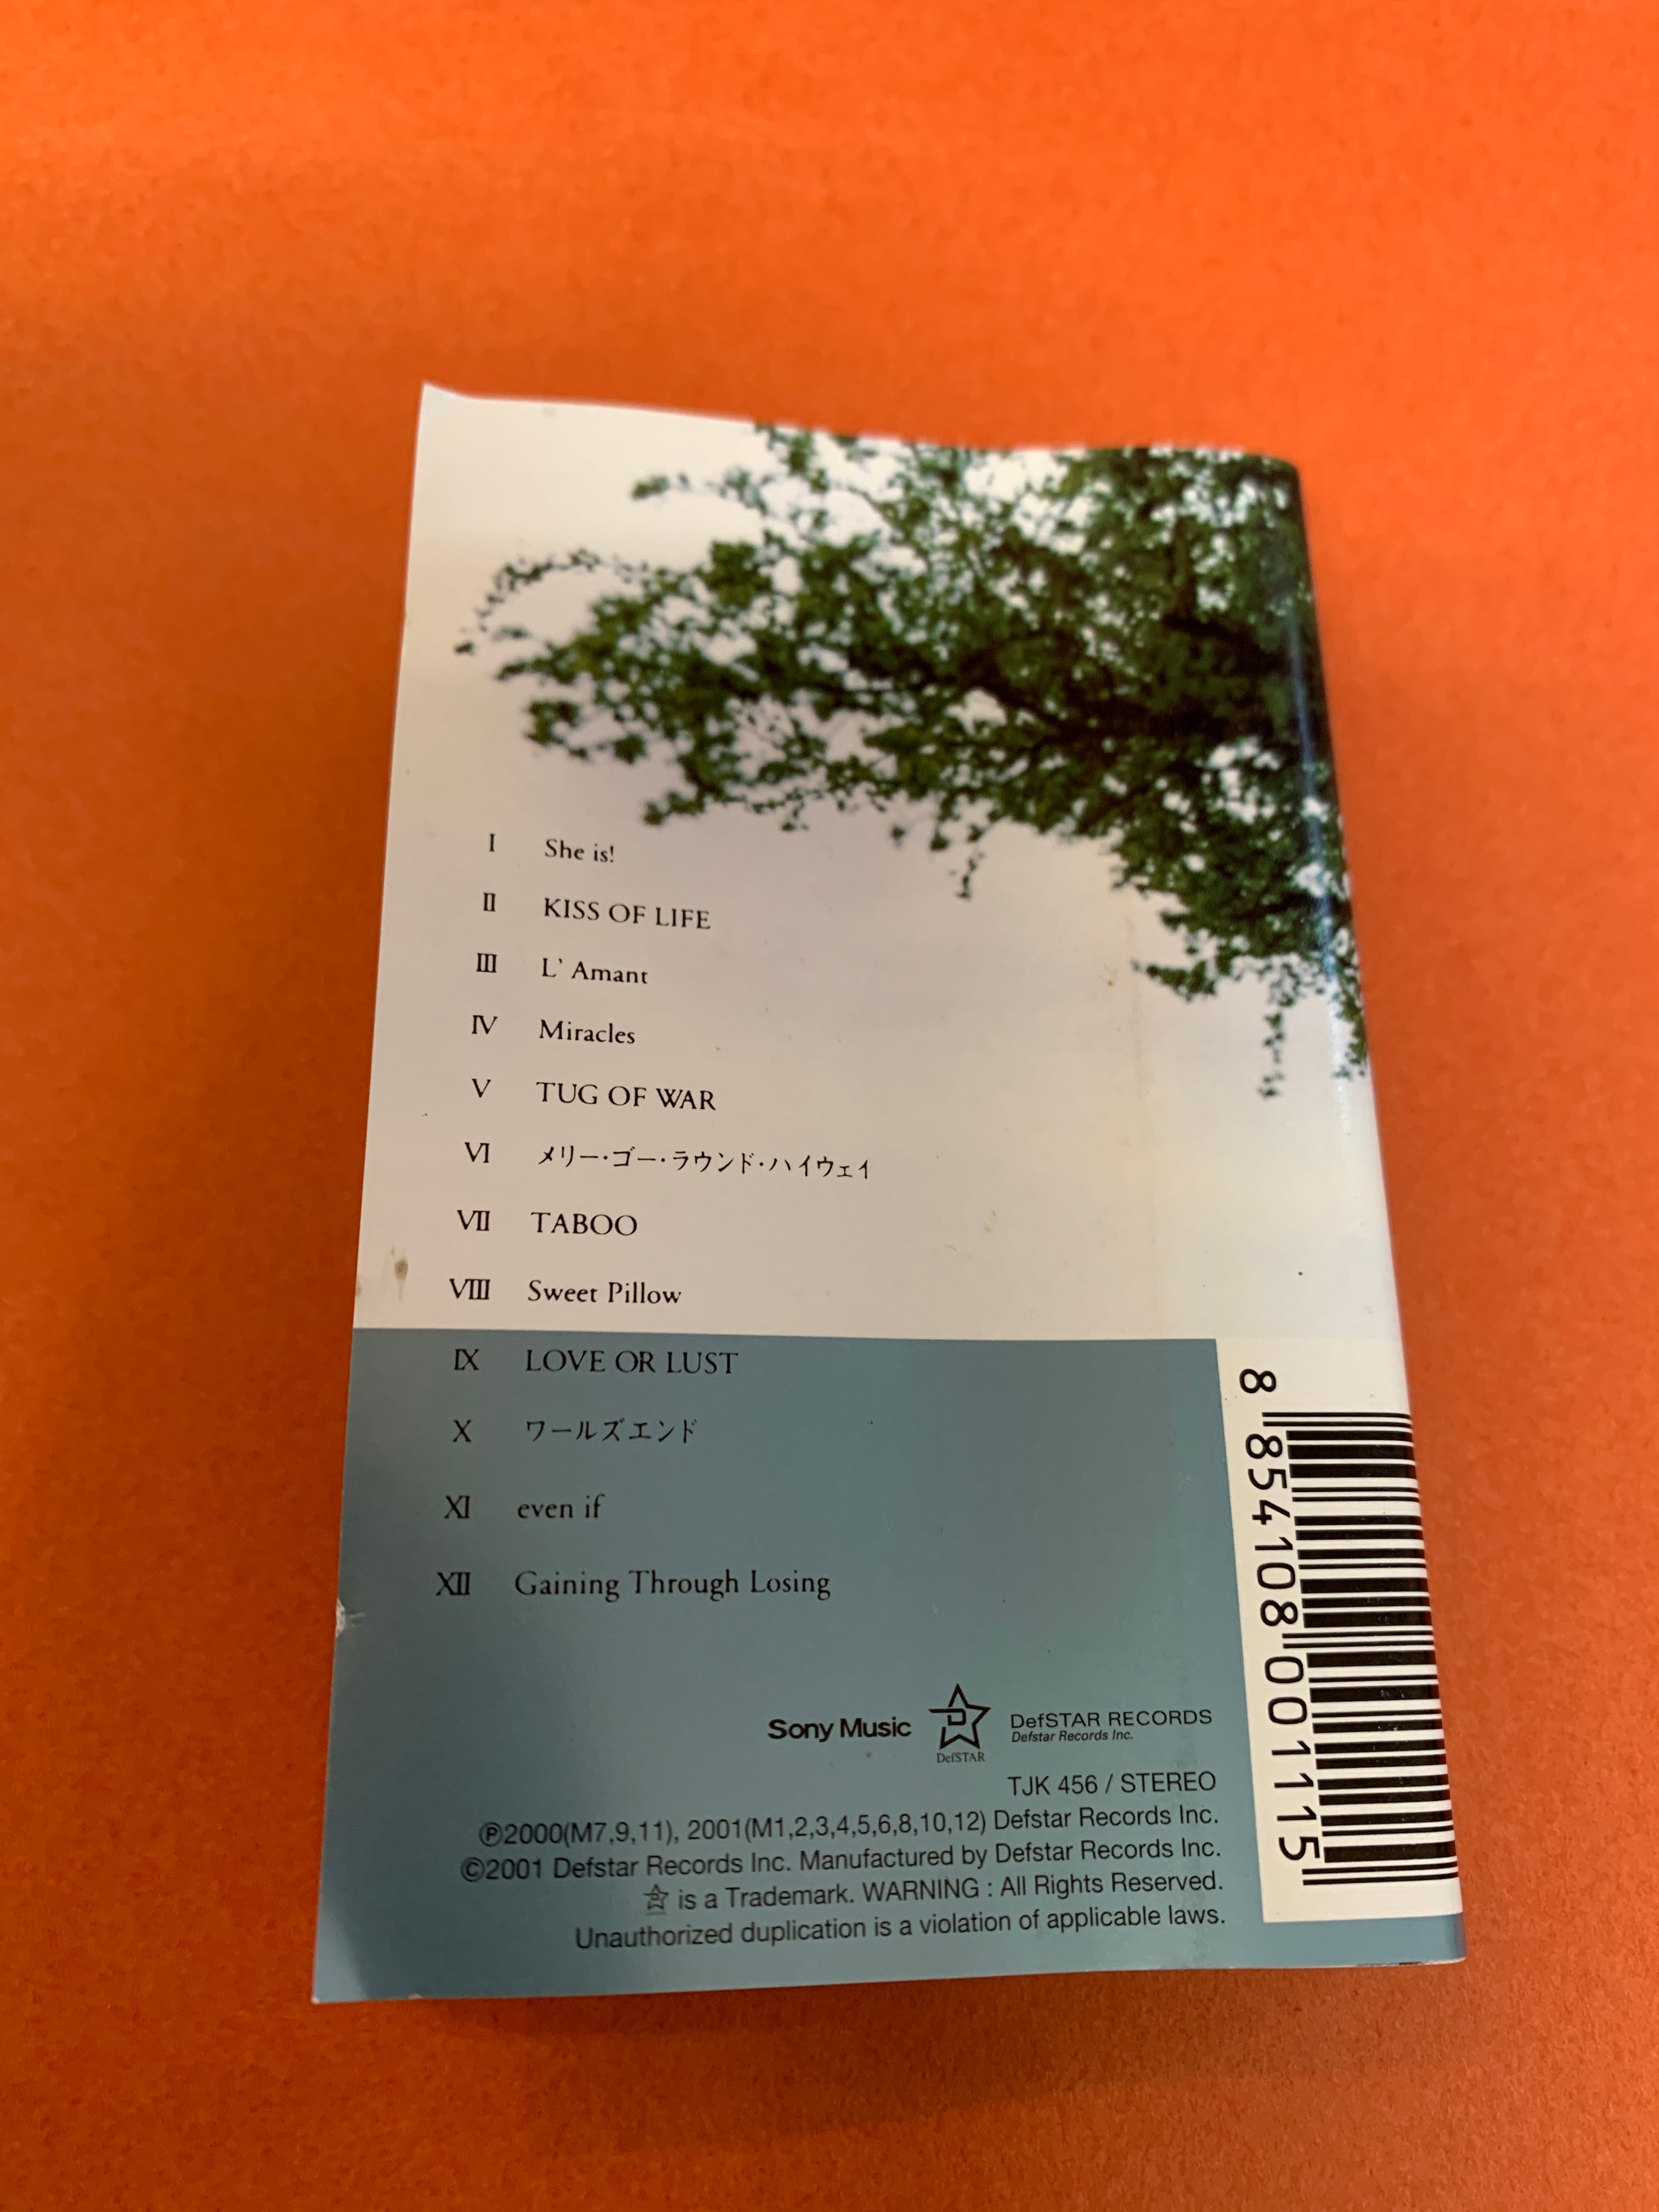 I She is!
II KISS OF LIFE
III L' Amant
IV Miracles
V TUG OF WAR
VI メリー・ゴー・ラウンド・ハイウェイ
VII TABOO
VIII Sweet Pillow
IX LOVE OR LUST
X ワールズエンド
XI even if
XII Gaining Through Losing
Sony Music
D
DefSTAR
DefSTAR RECORDS
Defstar Records Inc.
TJK 456 / STEREO
℗2000(M7,9,11), 2001(M1,2,3,4,5,6,8,10,12) Defstar Records Inc.
©2001 Defstar Records Inc. Manufactured by Defstar Records Inc.
is a Trademark. WARNING : All Rights Reserved.
Unauthorized duplication is a violation of applicable laws.
8 854108 001115